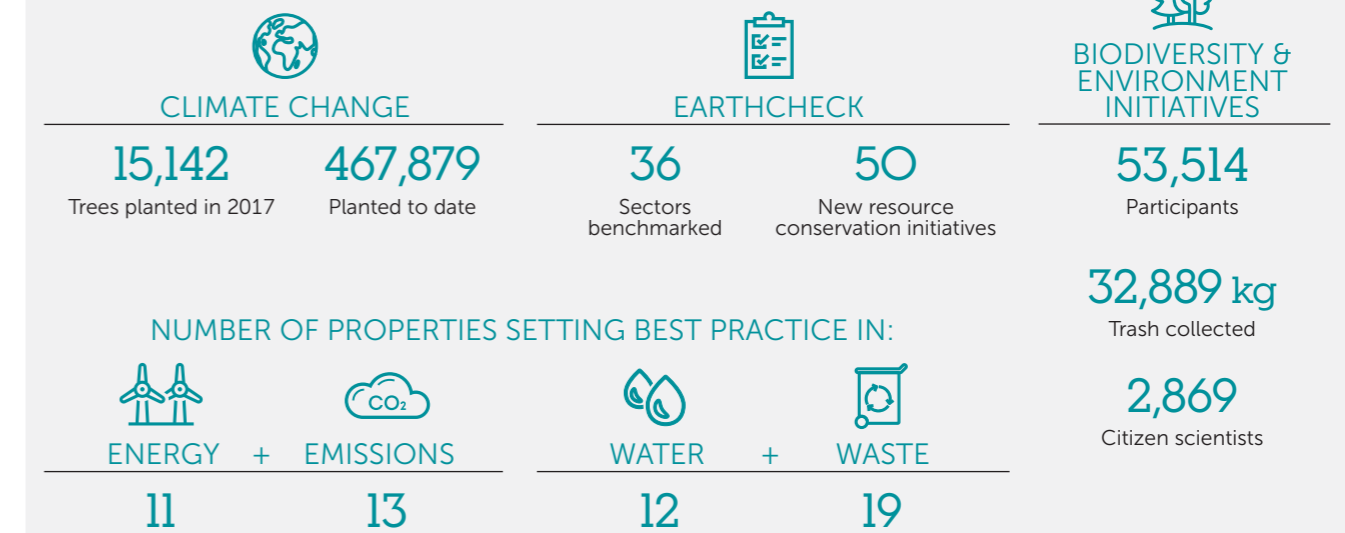 CLIMATE CHANGE
15,142
Trees planted in 2017
467,879
Planted to date
EARTHCHECK
36
Sectors
benchmarked
50
New resource
conservation initiatives
BIODIVERSITY &
ENVIRONMENT
INITIATIVES
53,514
Participants
32,889 kg
Trash collected
2,869
Citizen scientists
NUMBER OF PROPERTIES SETTING BEST PRACTICE IN:
CO₂
ENERGY + EMISSIONS
11
13
WATER + WASTE
12
19